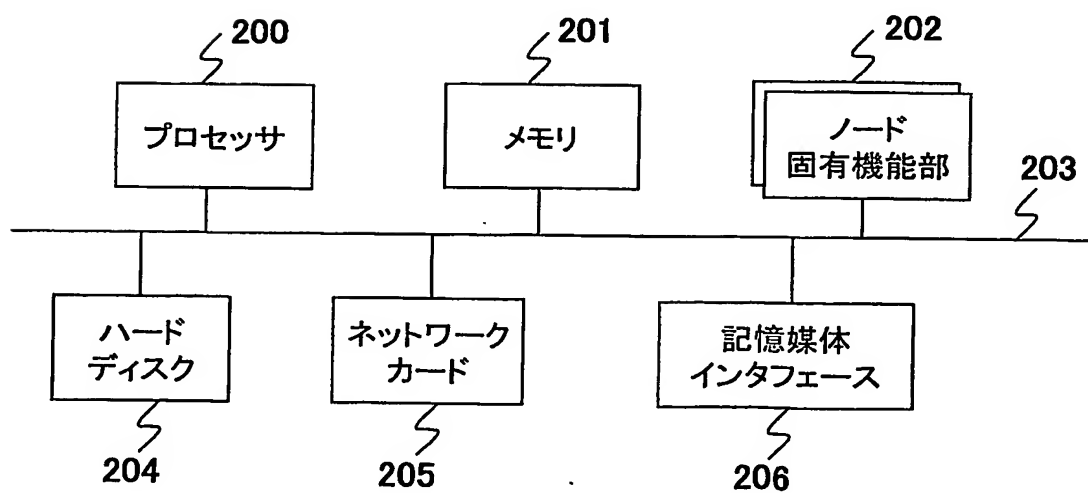 200
201
202
プロセッサ
メモリ
ノード
固有機能部
203
ハード
ディスク
ネットワーク
カード
記憶媒体
インタフェース
204
205
206